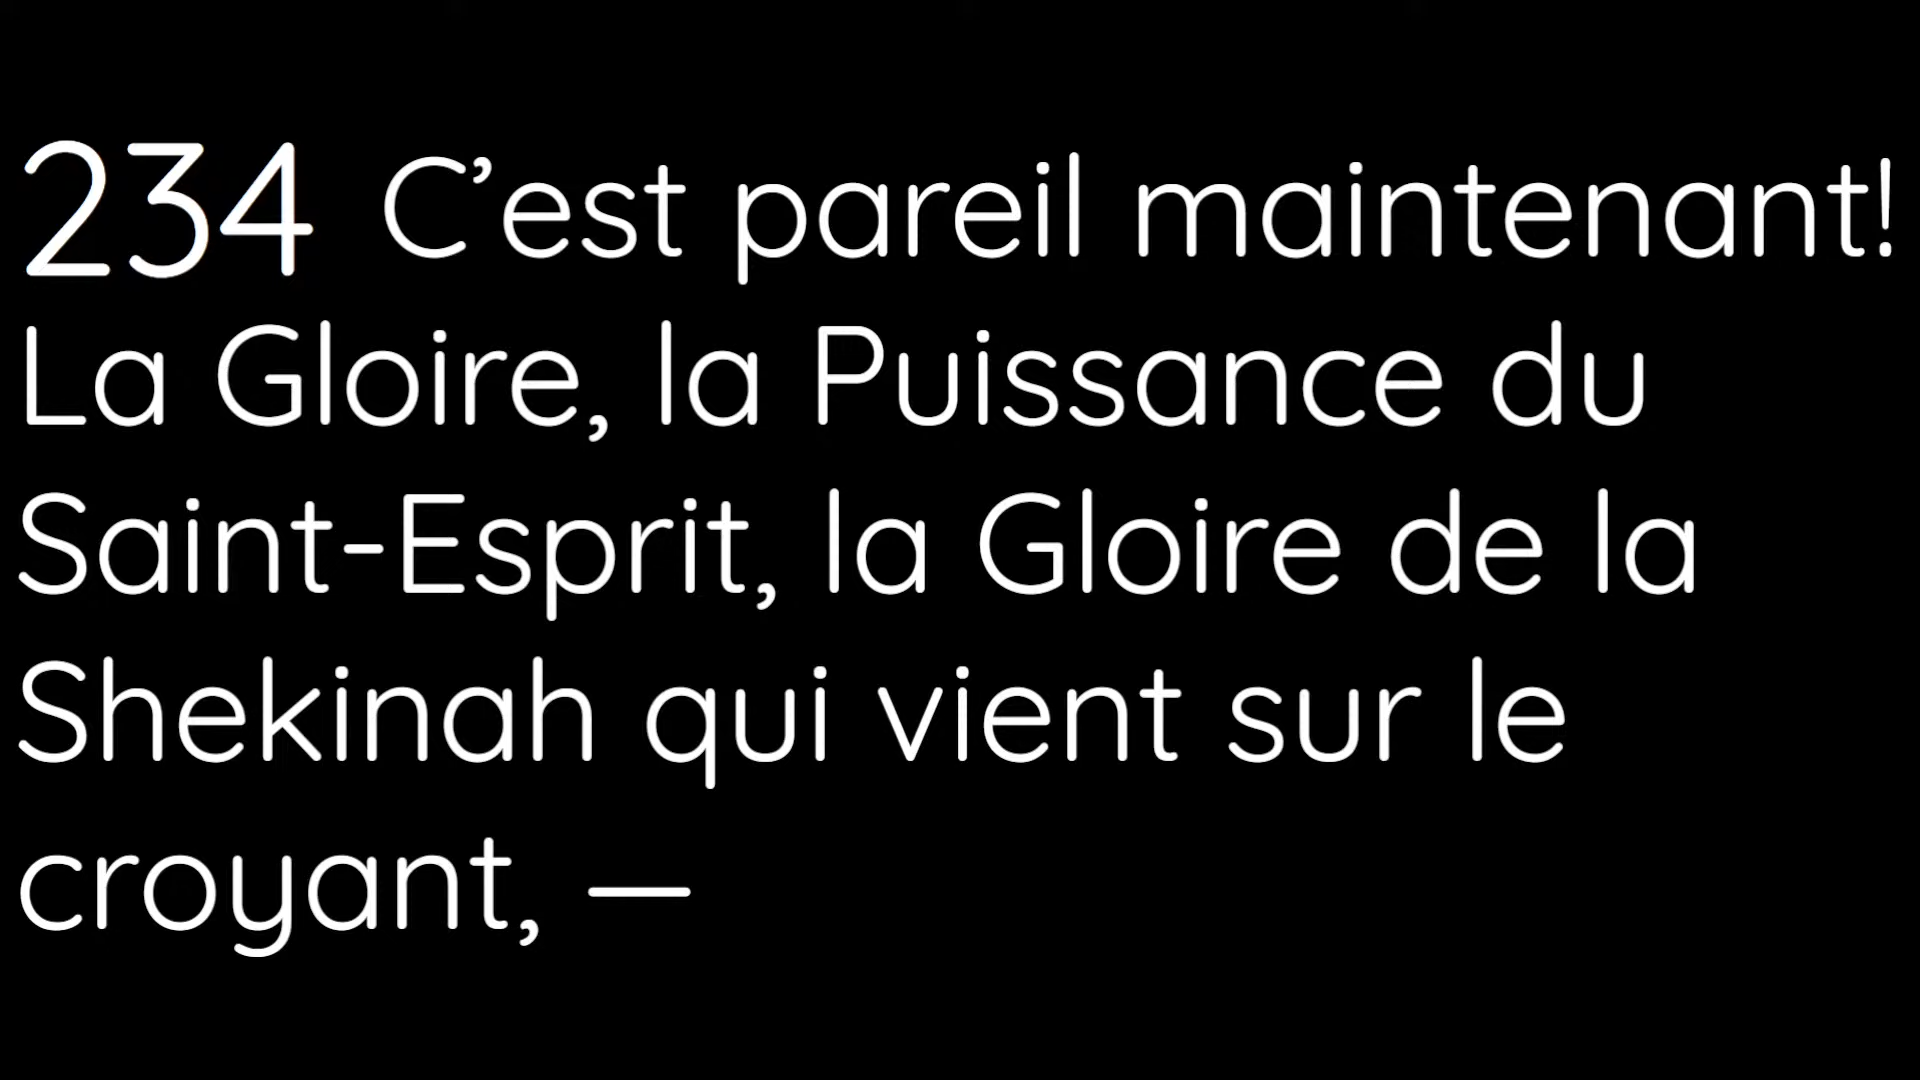 234 C’est pareil maintenant!
La Gloire, la Puissance du
Saint-Esprit, la Gloire de la
Shekinah qui vient sur le
croyant, —